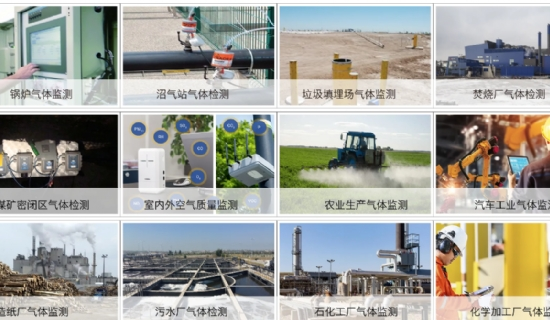 锅炉气体监测
沼气站气体检测
垃圾填埋场气体监测
焚烧厂气体检测
煤矿密闭区气体检测
室内外空气质量监测
农业生产气体监测
汽车工业气体监测
造纸厂气体监测
污水厂气体检测
石化工厂气体监测
化学加工厂气体监